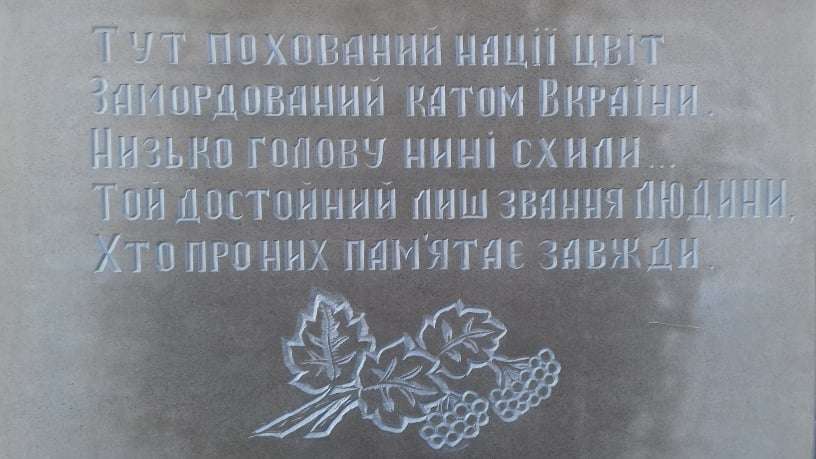 Тут похований нації цвіт
Замордований катом Вкраїни.
Низько голову нині схили...
Той достойний лиш звання ЛЮДИНИ,
Хто про них пам'ятає завжди.